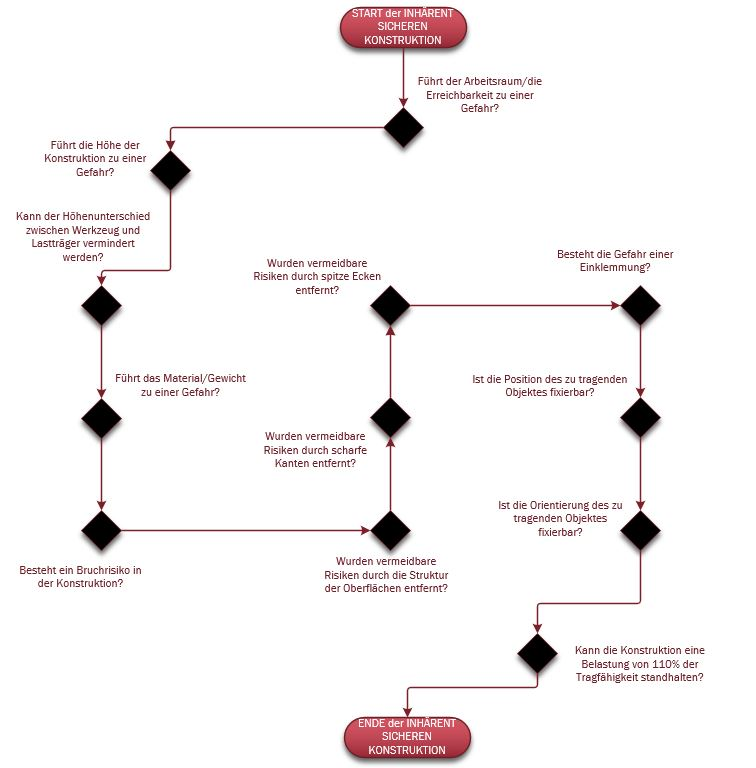 START der INHÄRENT
SICHEREN
KONSTRUKTION
Führt der Arbeitsraum/die
Erreichbarkeit zu einer
Gefahr?
Führt die Höhe der
Konstruktion zu einer
Gefahr?
Kann der Höhenunterschied
zwischen Werkzeug und
Lastträger vermindert
werden?
Führt das Material/Gewicht
zu einer Gefahr?
Besteht ein Bruchrisiko in
der Konstruktion?
Wurden vermeidbare
Risiken durch die Struktur
der Oberflächen entfernt?
Wurden vermeidbare
Risiken durch scharfe
Kanten entfernt?
Wurden vermeidbare
Risiken durch spitze Ecken
entfernt?
Besteht die Gefahr einer
Einklemmung?
Ist die Position des zu tragenden
Objektes fixierbar?
Ist die Orientierung des zu
tragenden Objektes
fixierbar?
Kann die Konstruktion eine
Belastung von 110% der
Tragfähigkeit standhalten?
ENDE der INHÄRENT
SICHEREN
KONSTRUKTION